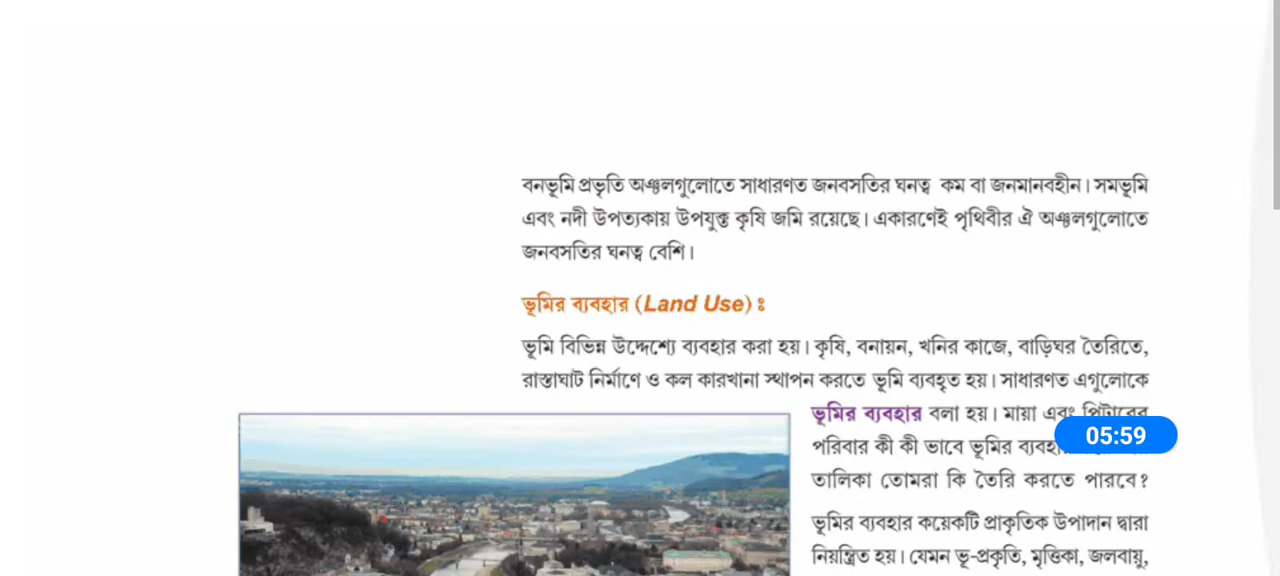 বনভূমি প্রভৃতি অঞ্চলগুলোতে সাধারণত জনবসতির ঘনত্ব কম বা জনমানবহীন। সমভূমি
এবং নদী উপত্যকায় উপযুক্ত কৃষি জমি রয়েছে। একারণেই পৃথিবীর ঐ অঞ্চলগুলোতে
জনবসতির ঘনত্ব বেশি।
ভূমির ব্যবহার (Land Use) ঃ
ভূমি বিভিন্ন উদ্দেশ্যে ব্যবহার করা হয়। কৃষি, বনায়ন, খনির কাজে, বাড়িঘর তৈরিতে,
রাস্তাঘাট নির্মাণে ও কল কারখানা স্থাপন করতে ভূমি ব্যবহৃত হয়। সাধারণত এগুলোকে
ভূমির ব্যবহার বলা হয়। মায়া এবং পিটারের
05:59
পরিবার কী কী ভাবে ভূমির
তালিকা তোমরা কি তৈরি করতে পারবে?
ভূমির ব্যবহার কয়েকটি প্রাকৃতিক উপাদান দ্বারা
নিয়ন্ত্রিত হয়। যেমন ভূ-প্রকৃতি, মৃত্তিকা, জলবায়ু,